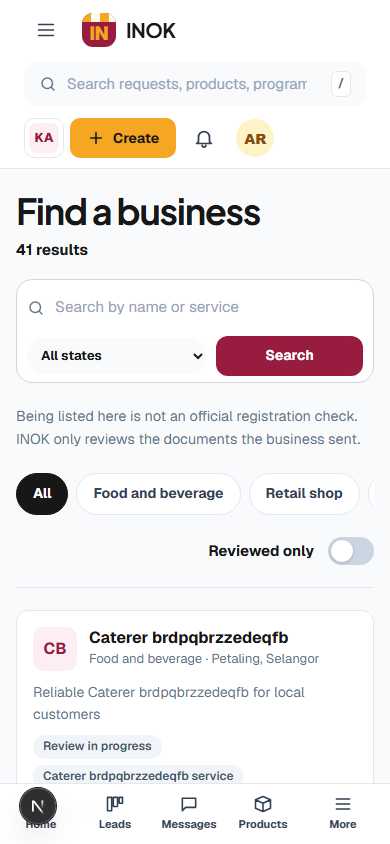 IN INOK
Search requests, products, program
/
KA
+ Create
AR
Find a business
41 results
Search by name or service
All states
Search
Being listed here is not an official registration check.
INOK only reviews the documents the business sent.
All
Food and beverage
Retail shop
Reviewed only
CB
Caterer brdpqbrzzedeqfb
Food and beverage · Petaling, Selangor
Reliable Caterer brdpqbrzzedeqfb for local
customers
Review in progress
Caterer brdpqbrzzedeqfb service
N
Home
Leads
Messages
Products
More